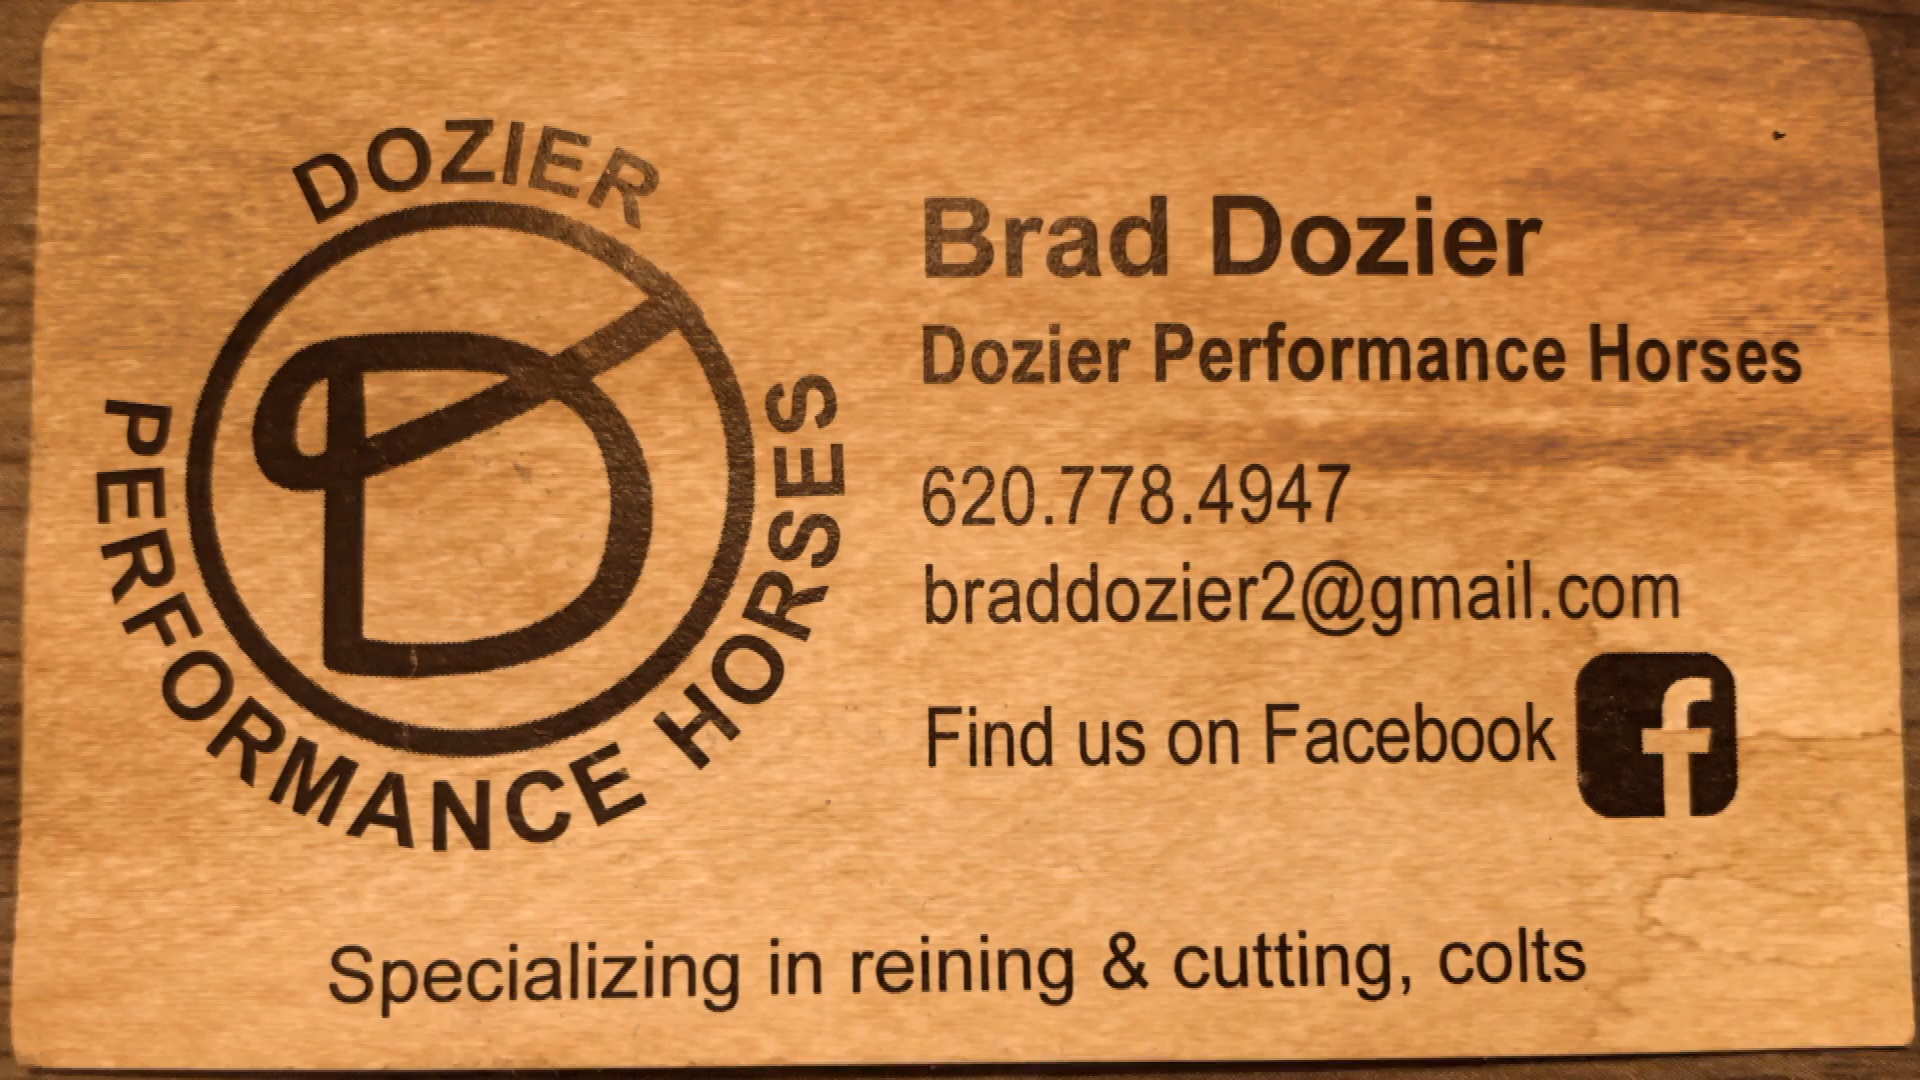 DOZIER
PERFORMANCE HORSES
Brad Dozier
Dozier Performance Horses
620.778.4947
braddozier2@gmail.com
Find us on Facebook f
Specializing in reining & cutting, colts